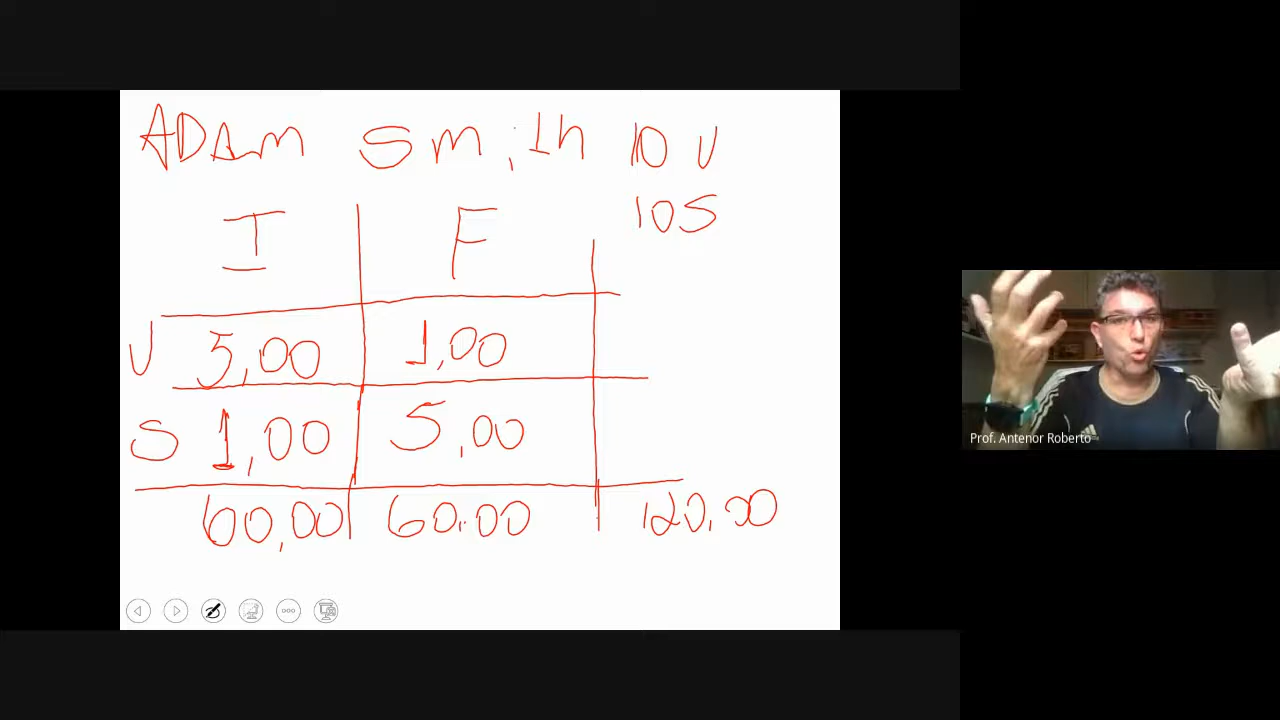 ADAM Smith 10 V
10 S
I F
V 5,00 1,00
S 1,00 5,00
60,00 60,00 120,00
Prof. Antenor Roberto